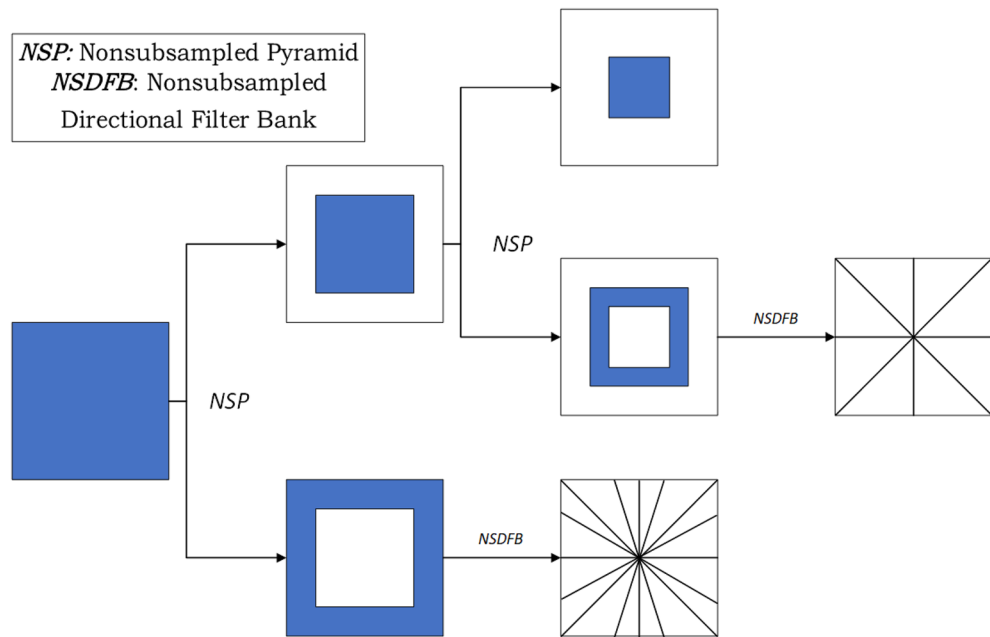 NSP: Nonsubsampled Pyramid
NSDFB: Nonsubsampled
Directional Filter Bank
NSP
NSDFB
NSP
NSDFB